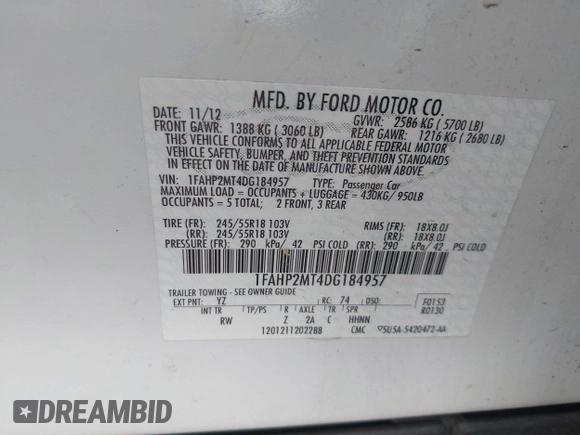 MFD. BY FORD MOTOR CO.
DATE: 11/12 GVWR: 2586 KG ( 5700 LB)
FRONT GAWR: 1388 KG ( 3060 LB) REAR GAWR: 1216 KG ( 2680 LB)
THIS VEHICLE CONFORMS TO ALL APPLICABLE FEDERAL MOTOR
VEHICLE SAFETY, BUMPER, AND THEFT PREVENTION STANDARDS
IN EFFECT ON THE DATE OF MANUFACTURE SHOWN ABOVE.
VIN: 1FAHP2MT4DG184957 TYPE: Passenger Car
MAXIMUM LOAD = OCCUPANTS + LUGGAGE = 430KG/ 950LB
OCCUPANTS = 5 TOTAL; 2 FRONT, 3 REAR
TIRE (FR): 245/55R18 103V RIMS (FR): 18X8.0J
(RR): 245/55R18 103V (RR): 18X8.0J
PRESSURE (FR): 290 kPa/ 42 PSI COLD (RR): 290 kPa/ 42 PSI COLD
1FAHP2MT4DG184957
TRAILER TOWING - SEE OWNER GUIDE
EXT PNT: YZ RC: 74 DSO: F0153
INT TR TP/PS R AXLE TR SPR R0130
RW Z 2A C HHNN
1201211202288 CMC 5U5A-5420472-AA
DREAMBID